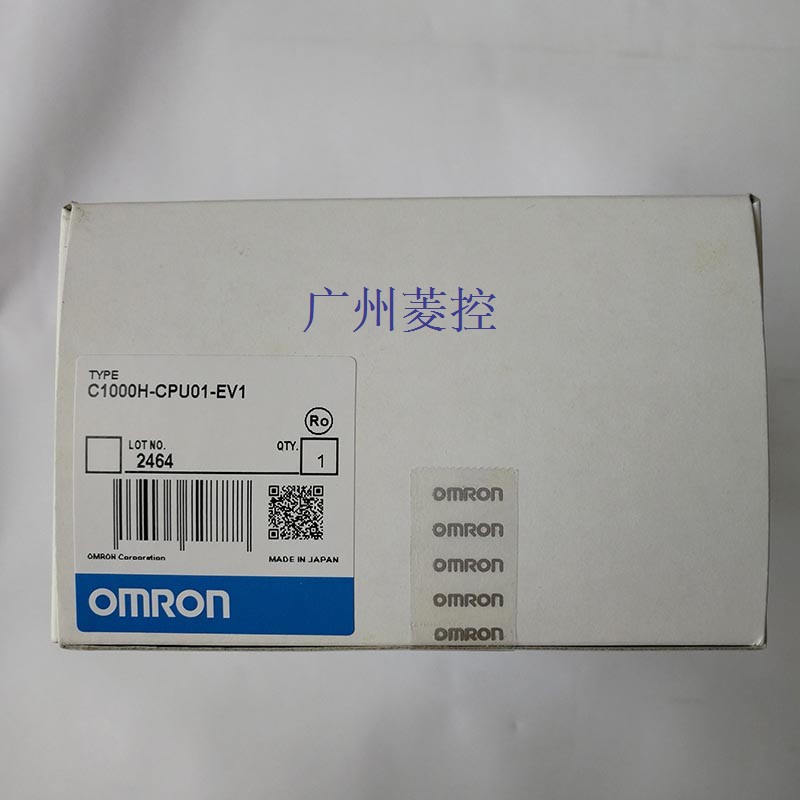 广州菱控
TYPE
C1000H-CPU01-EV1
Ro
LOT NO.
QTY.
2464
1
OMRON Corporation
MADE IN JAPAN
OMRON
OMRON
OMRON
OMRON
OMRON
OMRON